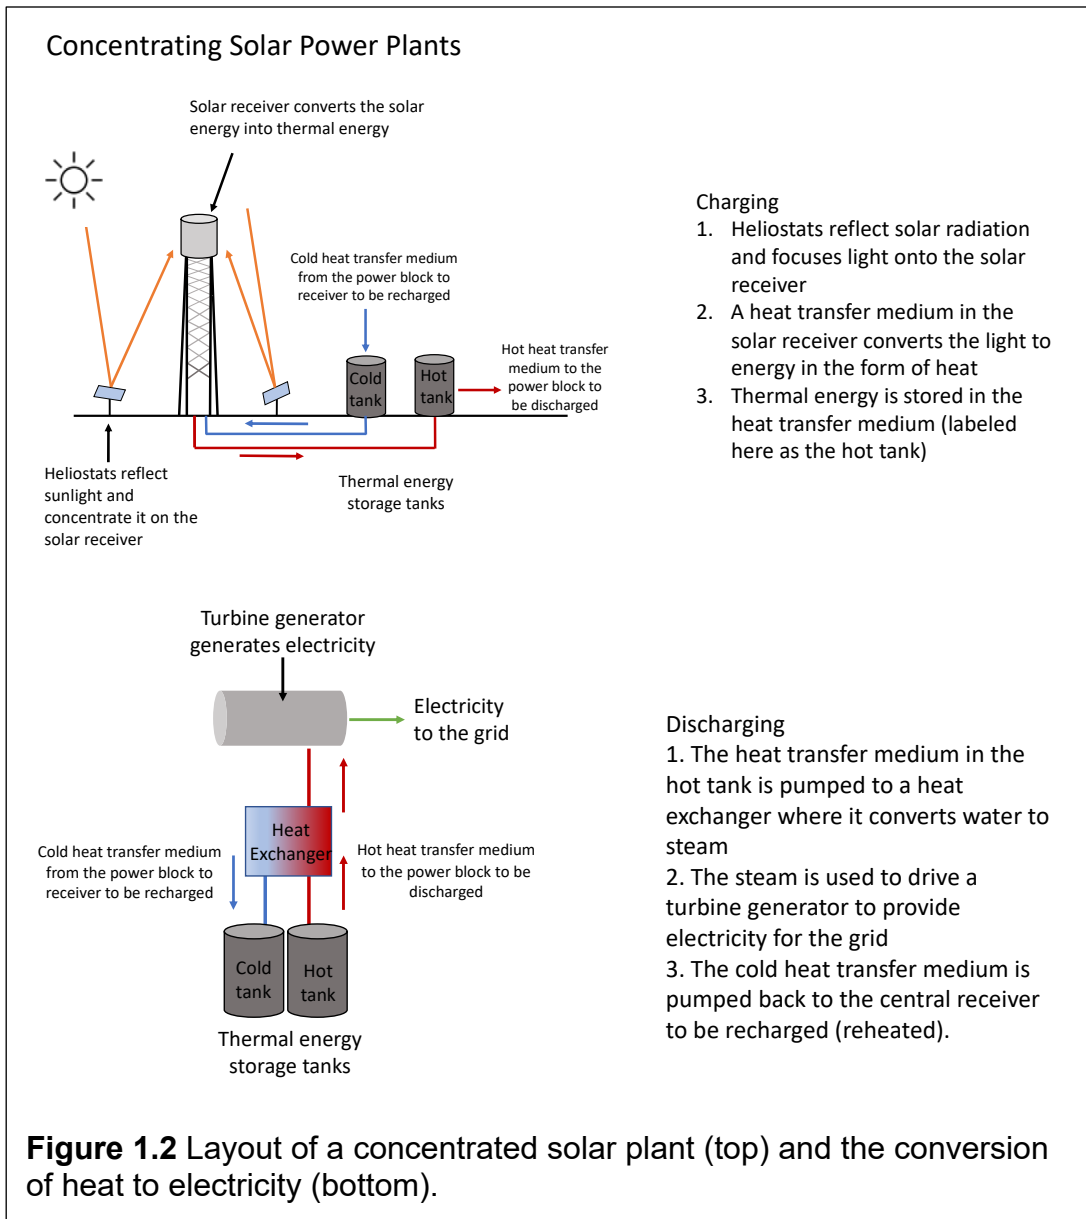 Concentrating Solar Power Plants
Solar receiver converts the solar
energy into thermal energy
Cold heat transfer medium
from the power block to
receiver to be recharged
Cold
tank
Hot
tank
Hot heat transfer
medium to the
power block to
be discharged
Heliostats reflect
sunlight and
concentrate it on the
solar receiver
Thermal energy
storage tanks
Charging
1. Heliostats reflect solar radiation
and focuses light onto the solar
receiver
2. A heat transfer medium in the
solar receiver converts the light to
energy in the form of heat
3. Thermal energy is stored in the
heat transfer medium (labeled
here as the hot tank)
Turbine generator
generates electricity
Electricity
to the grid
Heat
Exchanger
Cold heat transfer medium
from the power block to
receiver to be recharged
Hot heat transfer medium
to the power block to be
discharged
Cold
tank
Hot
tank
Thermal energy
storage tanks
Discharging
1. The heat transfer medium in the
hot tank is pumped to a heat
exchanger where it converts water to
steam
2. The steam is used to drive a
turbine generator to provide
electricity for the grid
3. The cold heat transfer medium is
pumped back to the central receiver
to be recharged (reheated).
Figure 1.2 Layout of a concentrated solar plant (top) and the conversion
of heat to electricity (bottom).